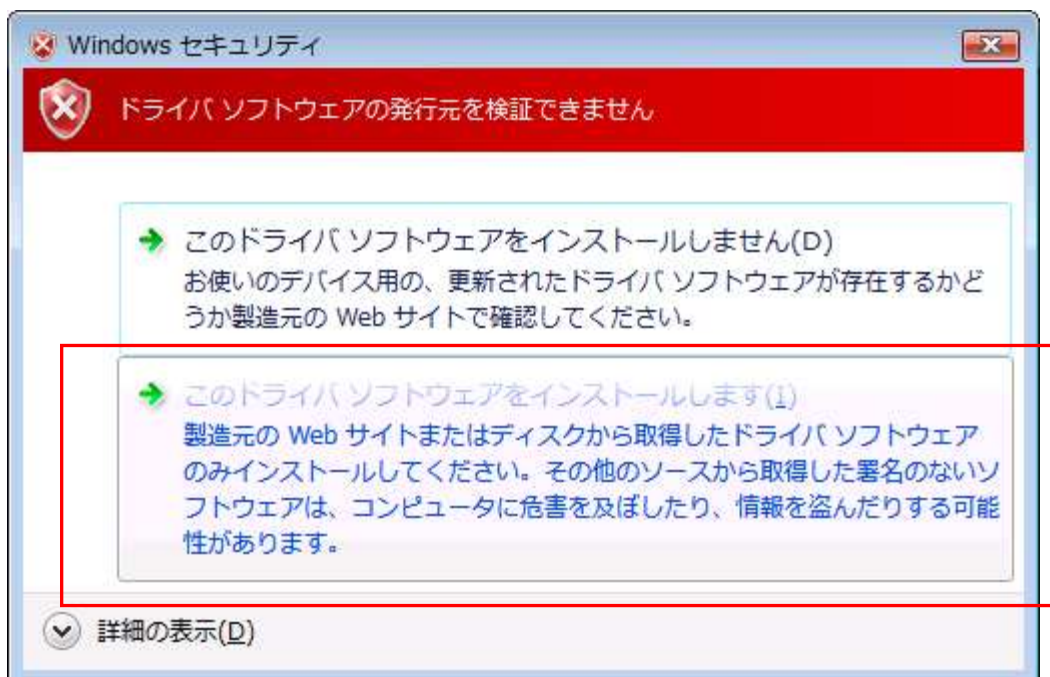 Windows セキュリティ
ドライバ ソフトウェアの発行元を検証できません
このドライバ ソフトウェアをインストールしません(D)
お使いのデバイス用の、更新されたドライバ ソフトウェアが存在するかど
うか製造元の Web サイトで確認してください。
このドライバ ソフトウェアをインストールします(I)
製造元の Web サイトまたはディスクから取得したドライバ ソフトウェア
のみインストールしてください。その他のソースから取得した署名のないソ
フトウェアは、コンピュータに危害を及ぼしたり、情報を盗んだりする可能
性があります。
詳細の表示(D)